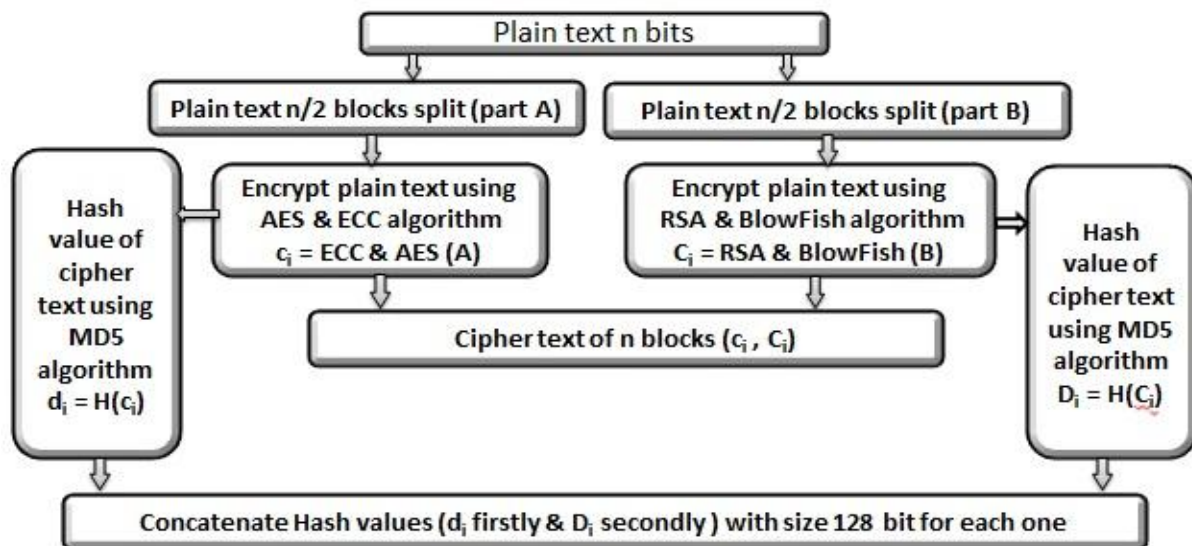 Plain text n bits
Plain text n/2 blocks split (part A)
Plain text n/2 blocks split (part B)
Hash
value of
cipher
text using
MD5
algorithm
dᵢ = H(cᵢ)
Encrypt plain text using
AES & ECC algorithm
cᵢ = ECC & AES (A)
Encrypt plain text using
RSA & BlowFish algorithm
Cᵢ = RSA & BlowFish (B)
Hash
value of
cipher text
using MD5
algorithm
Dᵢ = H(Cᵢ)
Cipher text of n blocks (cᵢ , Cᵢ)
Concatenate Hash values (dᵢ firstly & Dᵢ secondly ) with size 128 bit for each one